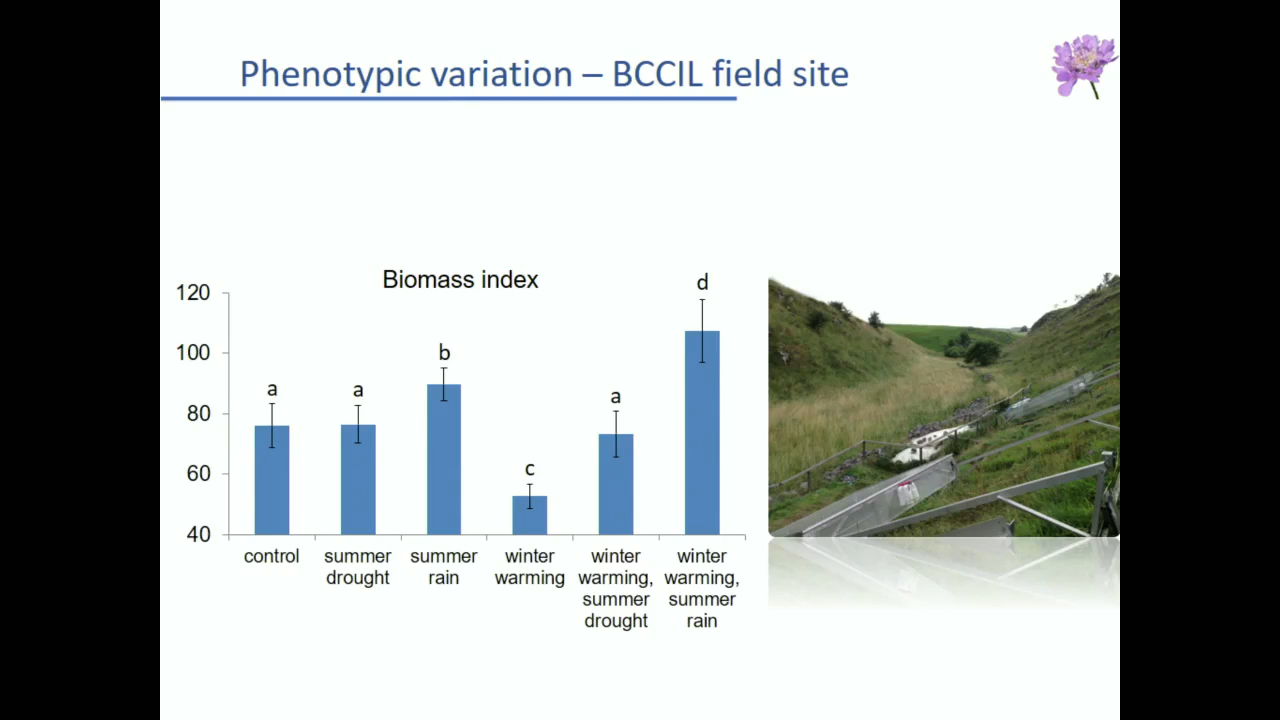 Phenotypic variation – BCCIL field site
Biomass index
120
100
80
60
40
a
a
b
c
a
d
control
summer
drought
summer
rain
winter
warming
winter
warming,
summer
drought
winter
warming,
summer
rain